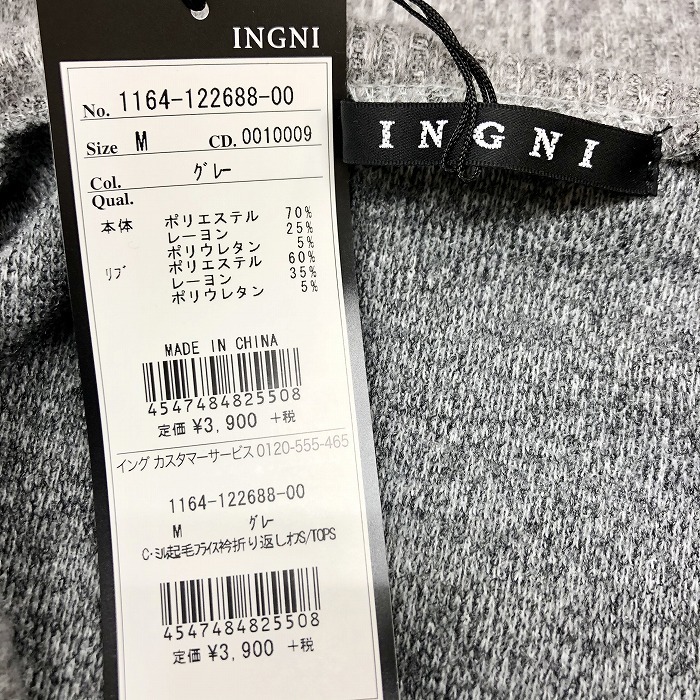 INGNI
No. 1164-122688-00
Size M CD. 0010009
Col. グレー
Qual.
本体 ポリエステル 70%
レーヨン 25%
ポリウレタン 5%
リブ ポリエステル 60%
レーヨン 35%
ポリウレタン 5%
MADE IN CHINA
4547484825508
定価 ¥3,900 +税
イング カスタマーサービス 0120-555-465
1164-122688-00
M グレー
C・ミル起毛フライス衿折り返しオフS/TOPS
4547484825508
定価 ¥3,900 +税
INGNI